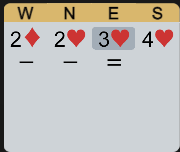 W N E S
2♦ 2♥ 3♥ 4♥
– – =